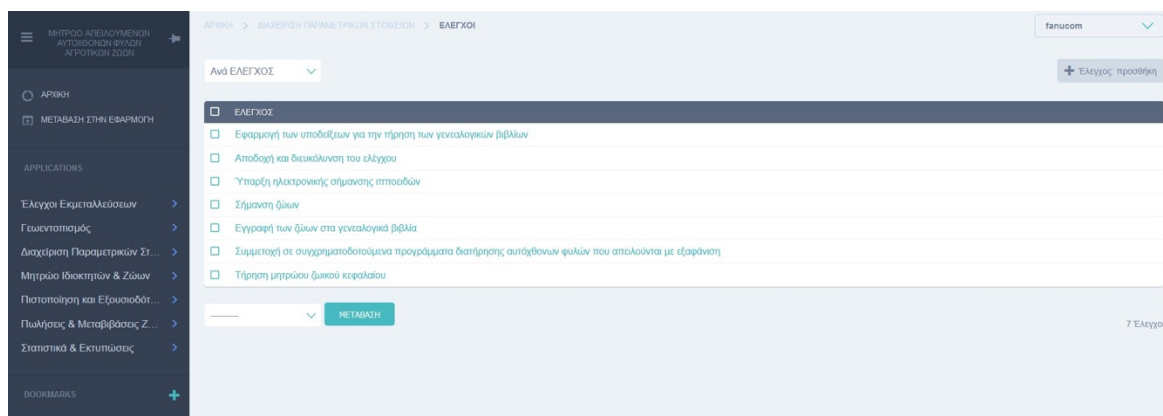 ΜΗΤΡΩΟ ΑΠΕΙΛΟΥΜΕΝΩΝ
ΑΥΤΟΧΘΟΝΩΝ ΦΥΛΩΝ
ΑΓΡΟΤΙΚΩΝ ΖΩΩΝ
ΑΡΧΙΚΗ
ΜΕΤΑΒΑΣΗ ΣΤΗΝ ΕΦΑΡΜΟΓΗ
APPLICATIONS
Έλεγχοι Εκμεταλλεύσεων
Γεωεντοπισμός
Διαχείριση Παραμετρικών Στ...
Μητρώο Ιδιοκτητών & Ζώων
Πιστοποίηση και Εξουσιοδότ...
Πωλήσεις & Μεταβιβάσεις Ζ...
Στατιστικά & Εκτυπώσεις
BOOKMARKS
ΑΡΧΙΚΗ > ΔΙΑΧΕΙΡΙΣΗ ΠΑΡΑΜΕΤΡΙΚΩΝ ΣΤΟΙΧΕΙΩΝ > ΕΛΕΓΧΟΙ
fanucom
Ανά ΕΛΕΓΧΟΣ
+ Έλεγχος: προσθήκη
ΕΛΕΓΧΟΣ
Εφαρμογή των υποδείξεων για την τήρηση των γενεαλογικών βιβλίων
Αποδοχή και διευκόλυνση του ελέγχου
Ύπαρξη ηλεκτρονικής σήμανσης ιπποειδών
Σήμανση ζώων
Εγγραφή των ζώων στα γενεαλογικά βιβλία
Συμμετοχή σε συγχρηματοδοτούμενα προγράμματα διατήρησης αυτόχθονων φυλών που απειλούνται με εξαφάνιση
Τήρηση μητρώου ζωικού κεφαλαίου
---------
ΜΕΤΑΒΑΣΗ
7 Έλεγχοι